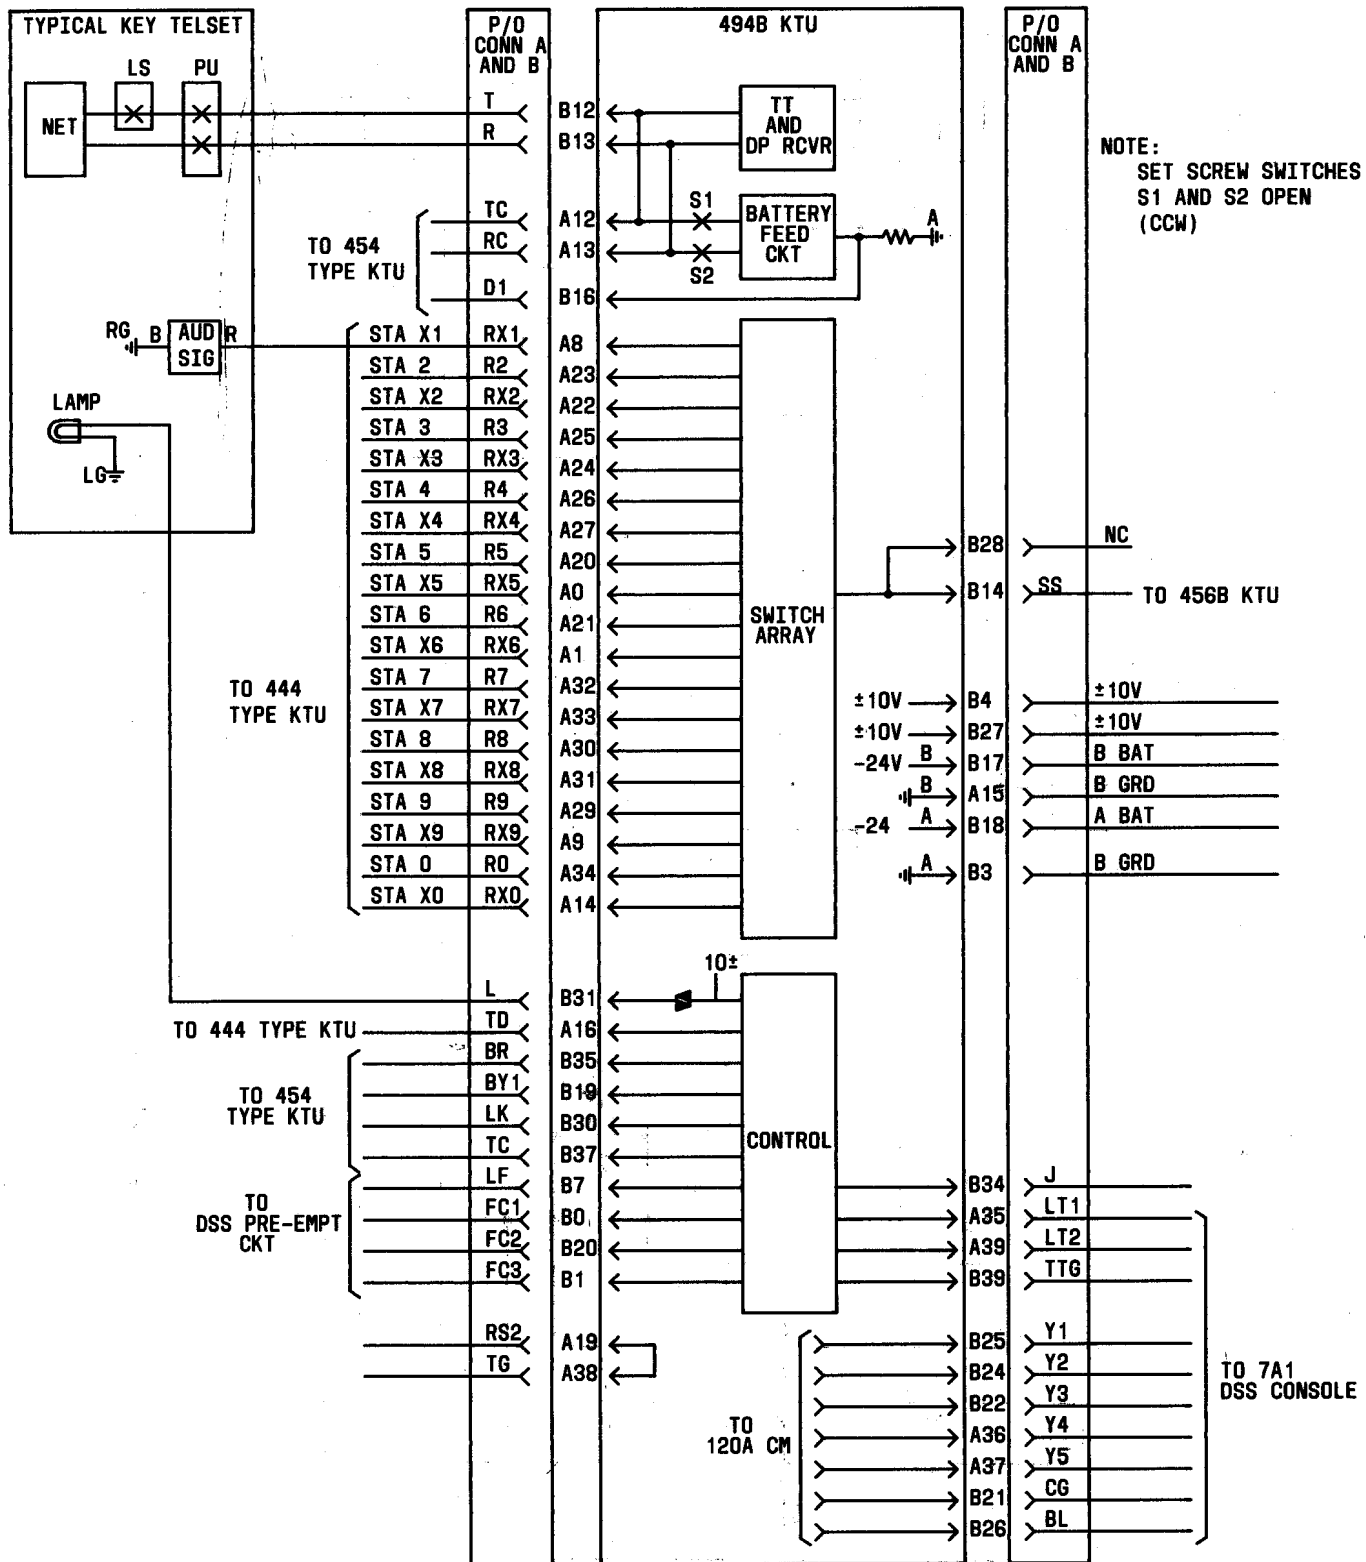 TYPICAL KEY TELSET
P/O
CONN A
AND B
494B KTU
P/O
CONN A
AND B
LS
PU
NET
T
B12
R
B13
TT
AND
DP RCVR
NOTE:
SET SCREW SWITCHES
S1 AND S2 OPEN
(CCW)
TO 454
TYPE KTU
TC
A12
RC
A13
D1
B16
S1
S2
BATTERY
FEED
CKT
A
RG
B
AUD
SIG
R
LAMP
LG
STA X1 RX1 A8
STA 2 R2 A23
STA X2 RX2 A22
STA 3 R3 A25
STA X3 RX3 A24
STA 4 R4 A26
STA X4 RX4 A27
STA 5 R5 A20
STA X5 RX5 A0
STA 6 R6 A21
STA X6 RX6 A1
STA 7 R7 A32
STA X7 RX7 A33
STA 8 R8 A30
STA X8 RX8 A31
STA 9 R9 A29
STA X9 RX9 A9
STA 0 R0 A34
STA X0 RX0 A14
TO 444
TYPE KTU
SWITCH
ARRAY
B28 NC
B14 SS TO 456B KTU
±10V B4 ±10V
±10V B27 ±10V
-24V B B17 B BAT
B A15 B GRD
-24 A B18 A BAT
A B3 B GRD
10±
L B31
TO 444 TYPE KTU TD A16
BR B35
BY1 B19
LK B30
TC B37
TO 454
TYPE KTU
LF B7
FC1 B0
FC2 B20
FC3 B1
TO
DSS PRE-EMPT
CKT
CONTROL
B34 J
A35 LT1
A39 LT2
B39 TTG
RS2 A19
TG A38
TO
120A CM
B25 Y1
B24 Y2
B22 Y3
A36 Y4
A37 Y5
B21 CG
B26 BL
TO 7A1
DSS CONSOLE